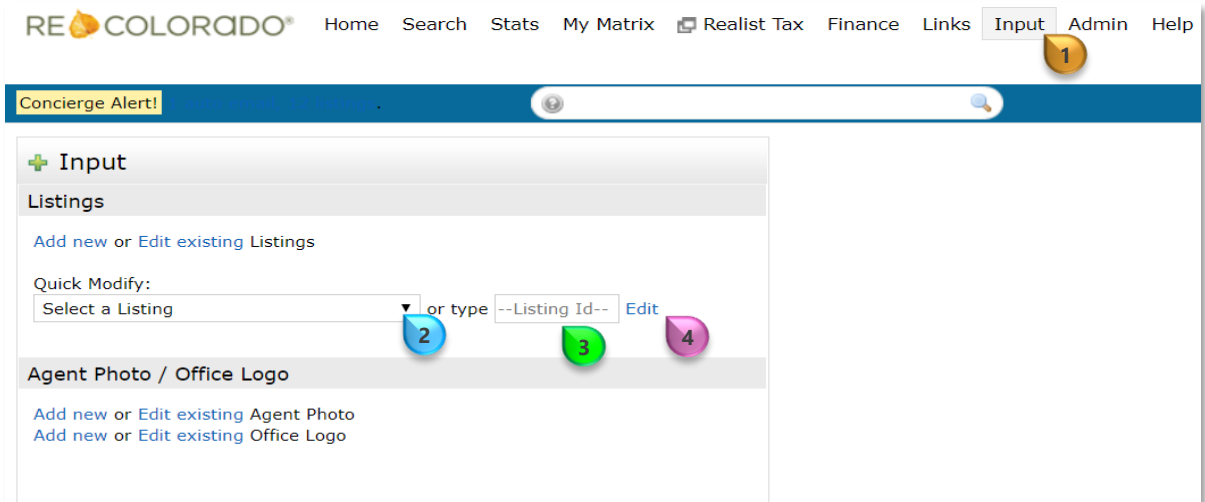 RECOLORADO® Home Search Stats My Matrix Realist Tax Finance Links Input Admin Help
1
Concierge Alert! .
Input
Listings
Add new or Edit existing Listings
Quick Modify:
Select a Listing or type --Listing Id-- Edit
2 3 4
Agent Photo / Office Logo
Add new or Edit existing Agent Photo
Add new or Edit existing Office Logo